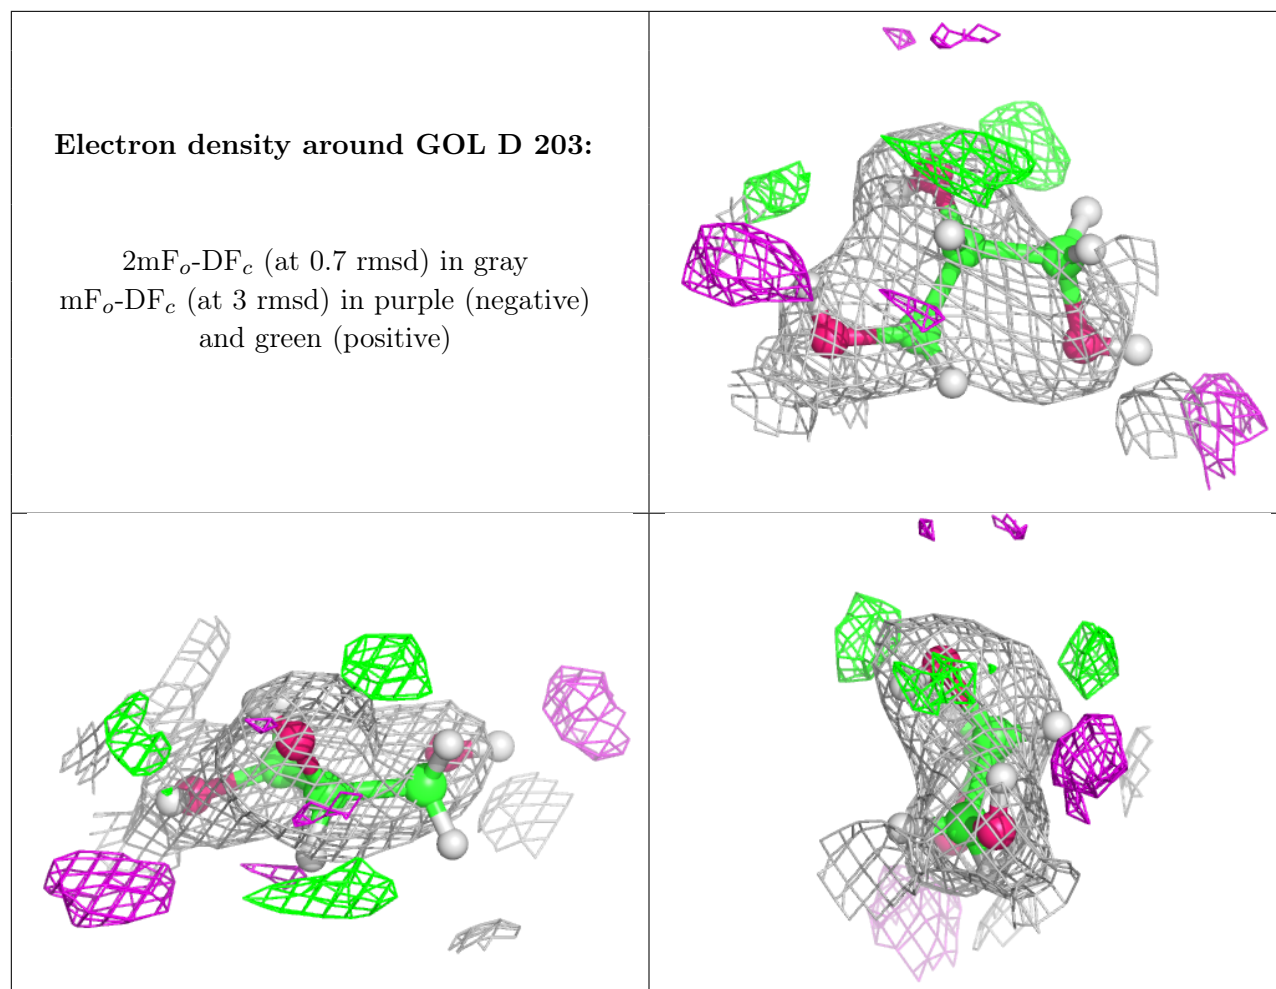 Electron density around GOL D 203:
2mFo-DFc (at 0.7 rmsd) in gray
mFo-DFc (at 3 rmsd) in purple (negative)
and green (positive)